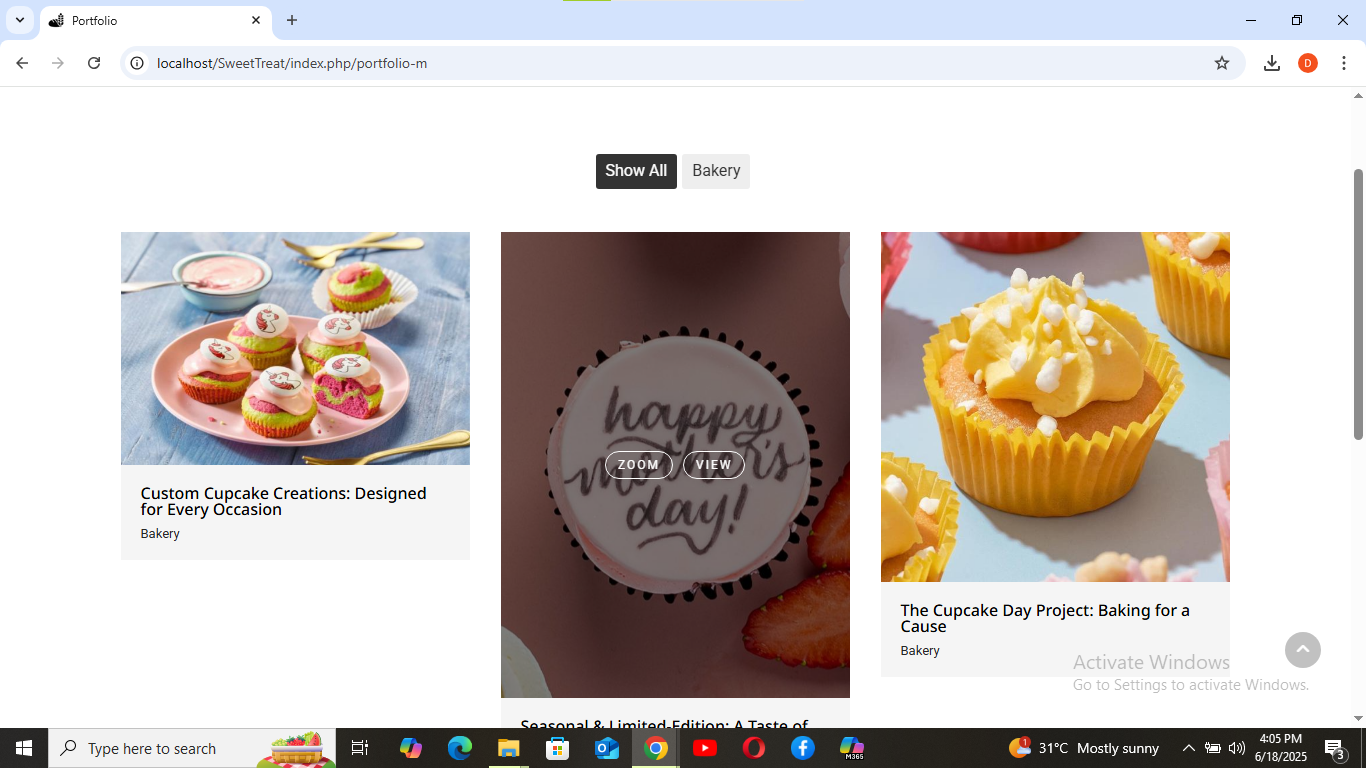 Portfolio
localhost/SweetTreat/index.php/portfolio-m
D
Show All
Bakery
happy
mother's
day!
ZOOM
VIEW
Custom Cupcake Creations: Designed
for Every Occasion
Bakery
Seasonal & Limited-Edition: A Taste of
The Cupcake Day Project: Baking for a
Cause
Bakery
Activate Windows
Go to Settings to activate Windows.
Type here to search
M365
31°C Mostly sunny
4:05 PM
6/18/2025
3